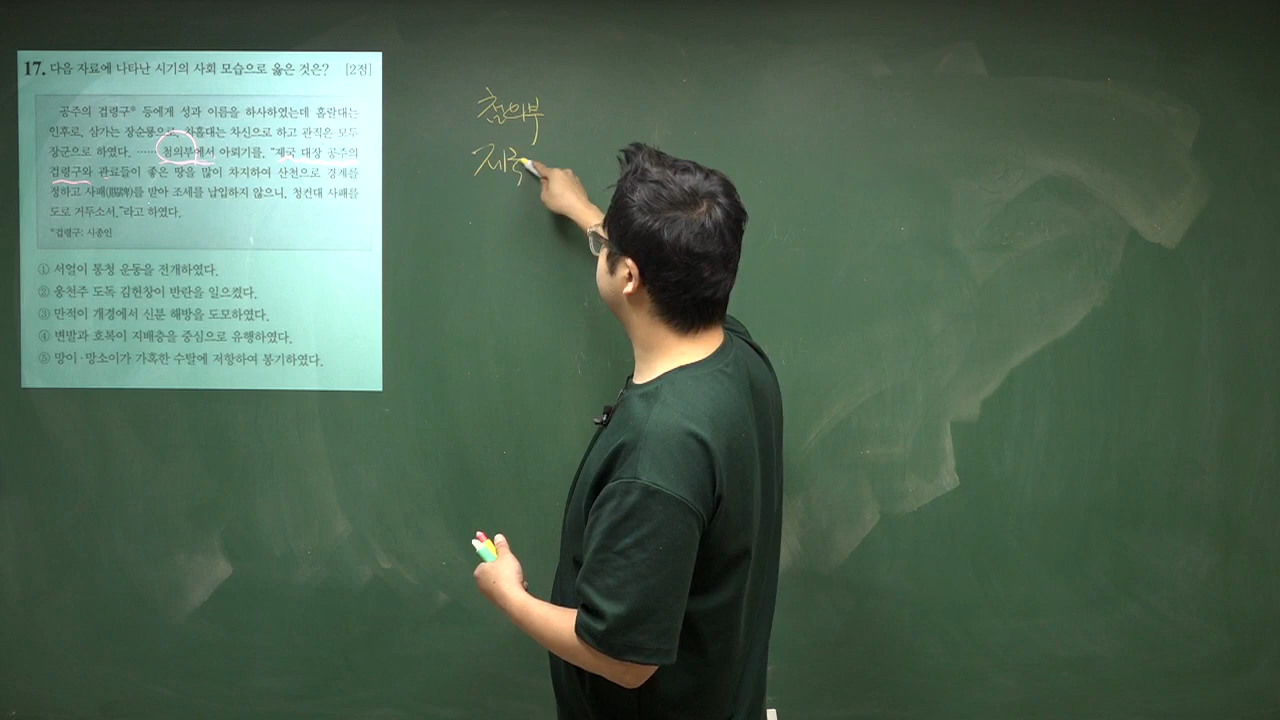 17. 다음 자료에 나타난 시기의 사회 모습으로 옳은 것은? [2점]
공주의 겁령구* 등에게 성과 이름을 하사하였는데 홀랄대는
인후로, 삼가는 장순룡으로, 차홀대는 차신으로 하고 관직은 모두
장군으로 하였다. …… 첨의부에서 아뢰기를, "제국 대장 공주의
겁령구와 관료들이 좋은 땅을 많이 차지하여 산천으로 경계를
정하고 사패(賜牌)를 받아 조세를 납입하지 않으니, 청컨대 사패를
도로 거두소서."라고 하였다.
*겁령구: 시종인
① 서얼이 통청 운동을 전개하였다.
② 웅천주 도독 김헌창이 반란을 일으켰다.
③ 만적이 개경에서 신분 해방을 도모하였다.
④ 변발과 호복이 지배층을 중심으로 유행하였다.
⑤ 망이·망소이가 가혹한 수탈에 저항하여 봉기하였다.
첨의부
제국